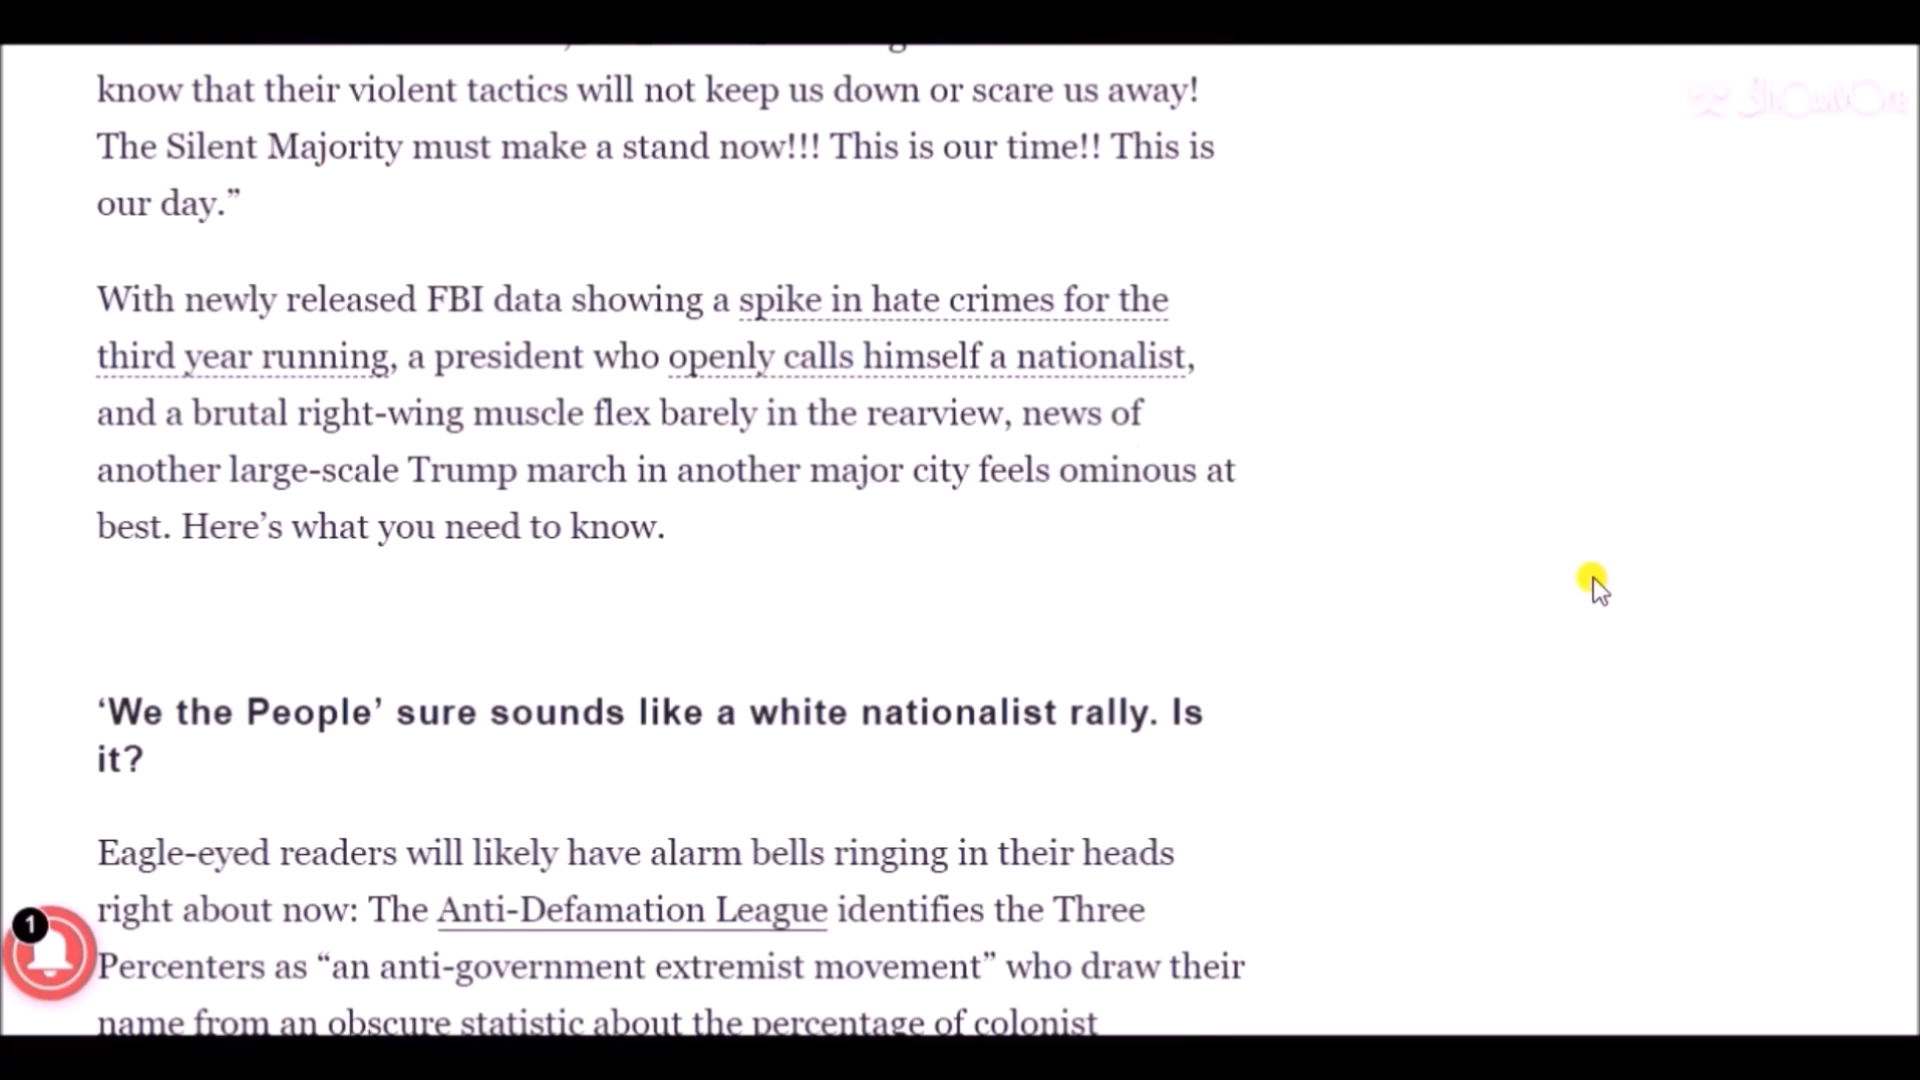 know that their violent tactics will not keep us down or scare us away!
The Silent Majority must make a stand now!!! This is our time!! This is
our day.”
With newly released FBI data showing a spike in hate crimes for the
third year running, a president who openly calls himself a nationalist,
and a brutal right-wing muscle flex barely in the rearview, news of
another large-scale Trump march in another major city feels ominous at
best. Here’s what you need to know.
‘We the People’ sure sounds like a white nationalist rally. Is
it?
Eagle-eyed readers will likely have alarm bells ringing in their heads
right about now: The Anti-Defamation League identifies the Three
Percenters as “an anti-government extremist movement” who draw their
name from an obscure statistic about the percentage of colonist
1
ShowMore